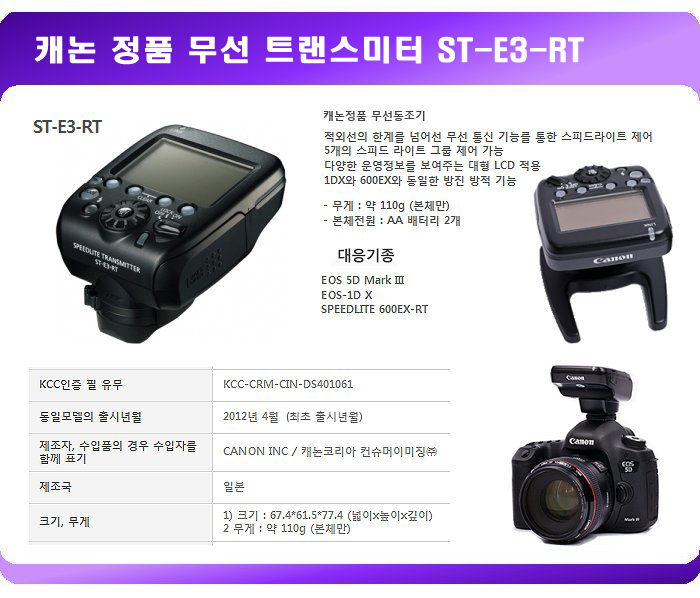 캐논 정품 무선 트랜스미터 ST-E3-RT
ST-E3-RT
캐논정품 무선동조기
적외선의 한계를 넘어선 무선 통신 기능를 통한 스피드라이트 제어
5개의 스피드 라이트 그룹 제어 가능
다양한 운영정보를 보여주는 대형 LCD 적용
1DX와 600EX와 동일한 방진 방적 기능
- 무게 : 약 110g (본체만)
- 본체전원 : AA 배터리 2개
대응기종
EOS 5D Mark Ⅲ
EOS-1D X
SPEEDLITE 600EX-RT
SPEEDLITE TRANSMITTER
ST-E3-RT
Canon
KCC인증 필 유무
KCC-CRM-CIN-DS401061
동일모델의 출시년월
2012년 4월 (최초 출시년월)
제조자, 수입품의 경우 수입자를
함께 표기
CANON INC / 캐논코리아 컨슈머이미징㈜
제조국
일본
크기, 무게
1) 크기 : 67.4*61.5*77.4 (넓이x높이x깊이)
2 무게 : 약 110g (본체만)
Canon
Canon
EOS
5D
Mark III